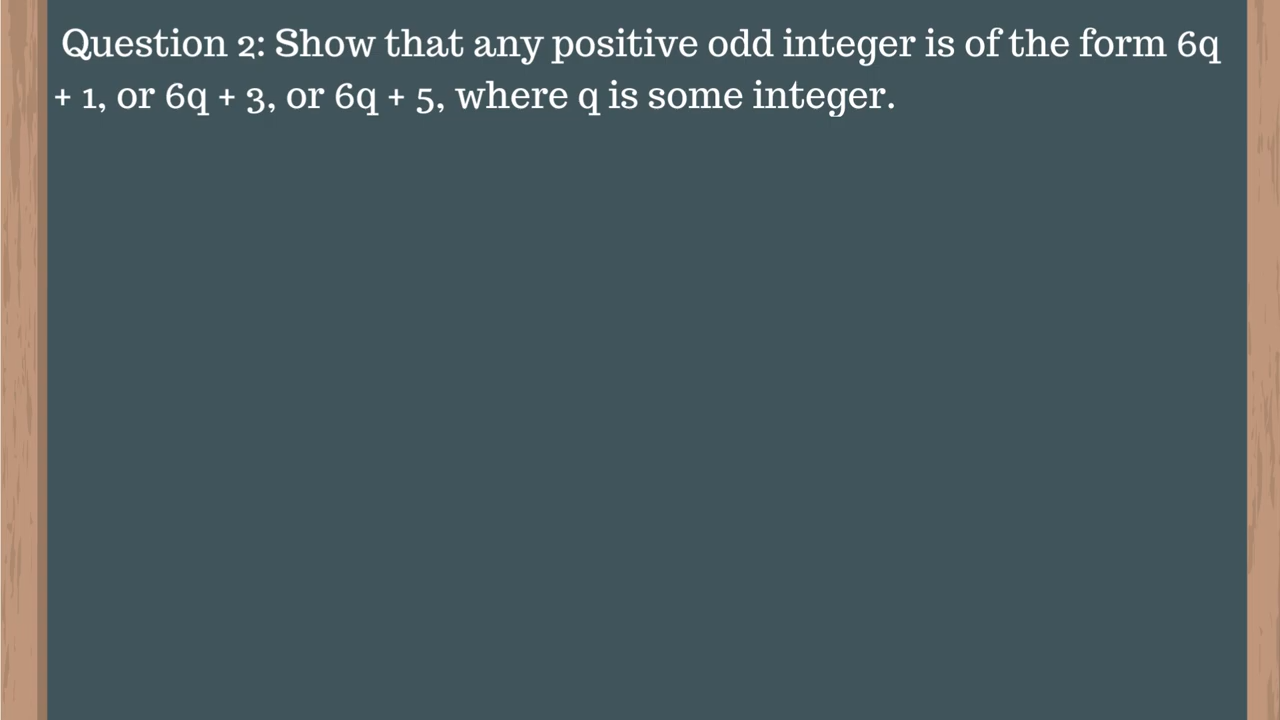 Question 2: Show that any positive odd integer is of the form 6q
+ 1, or 6q + 3, or 6q + 5, where q is some integer.